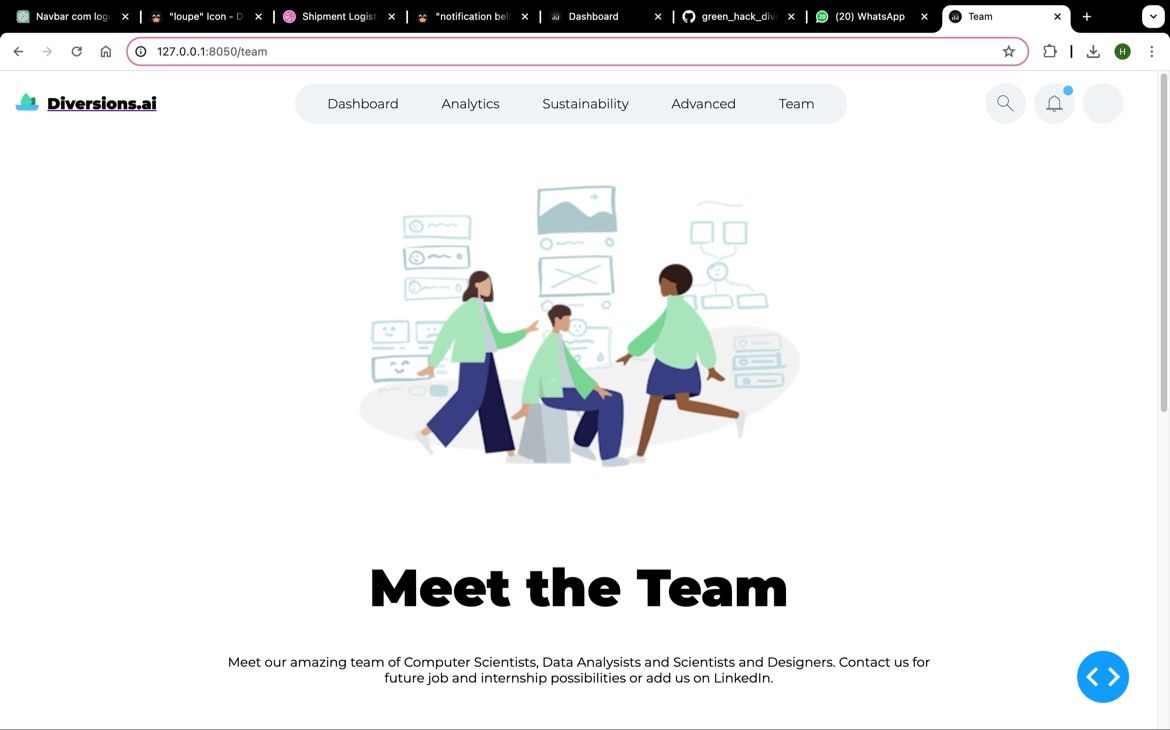 Navbar com log
"loupe" Icon - D
Shipment Logist
"notification bel
Dashboard
green_hack_div
20
(20) WhatsApp
Team
127.0.0.1:8050/team
H
Diversions.ai
Dashboard
Analytics
Sustainability
Advanced
Team
Meet the Team
Meet our amazing team of Computer Scientists, Data Analysists and Scientists and Designers. Contact us for
future job and internship possibilities or add us on LinkedIn.